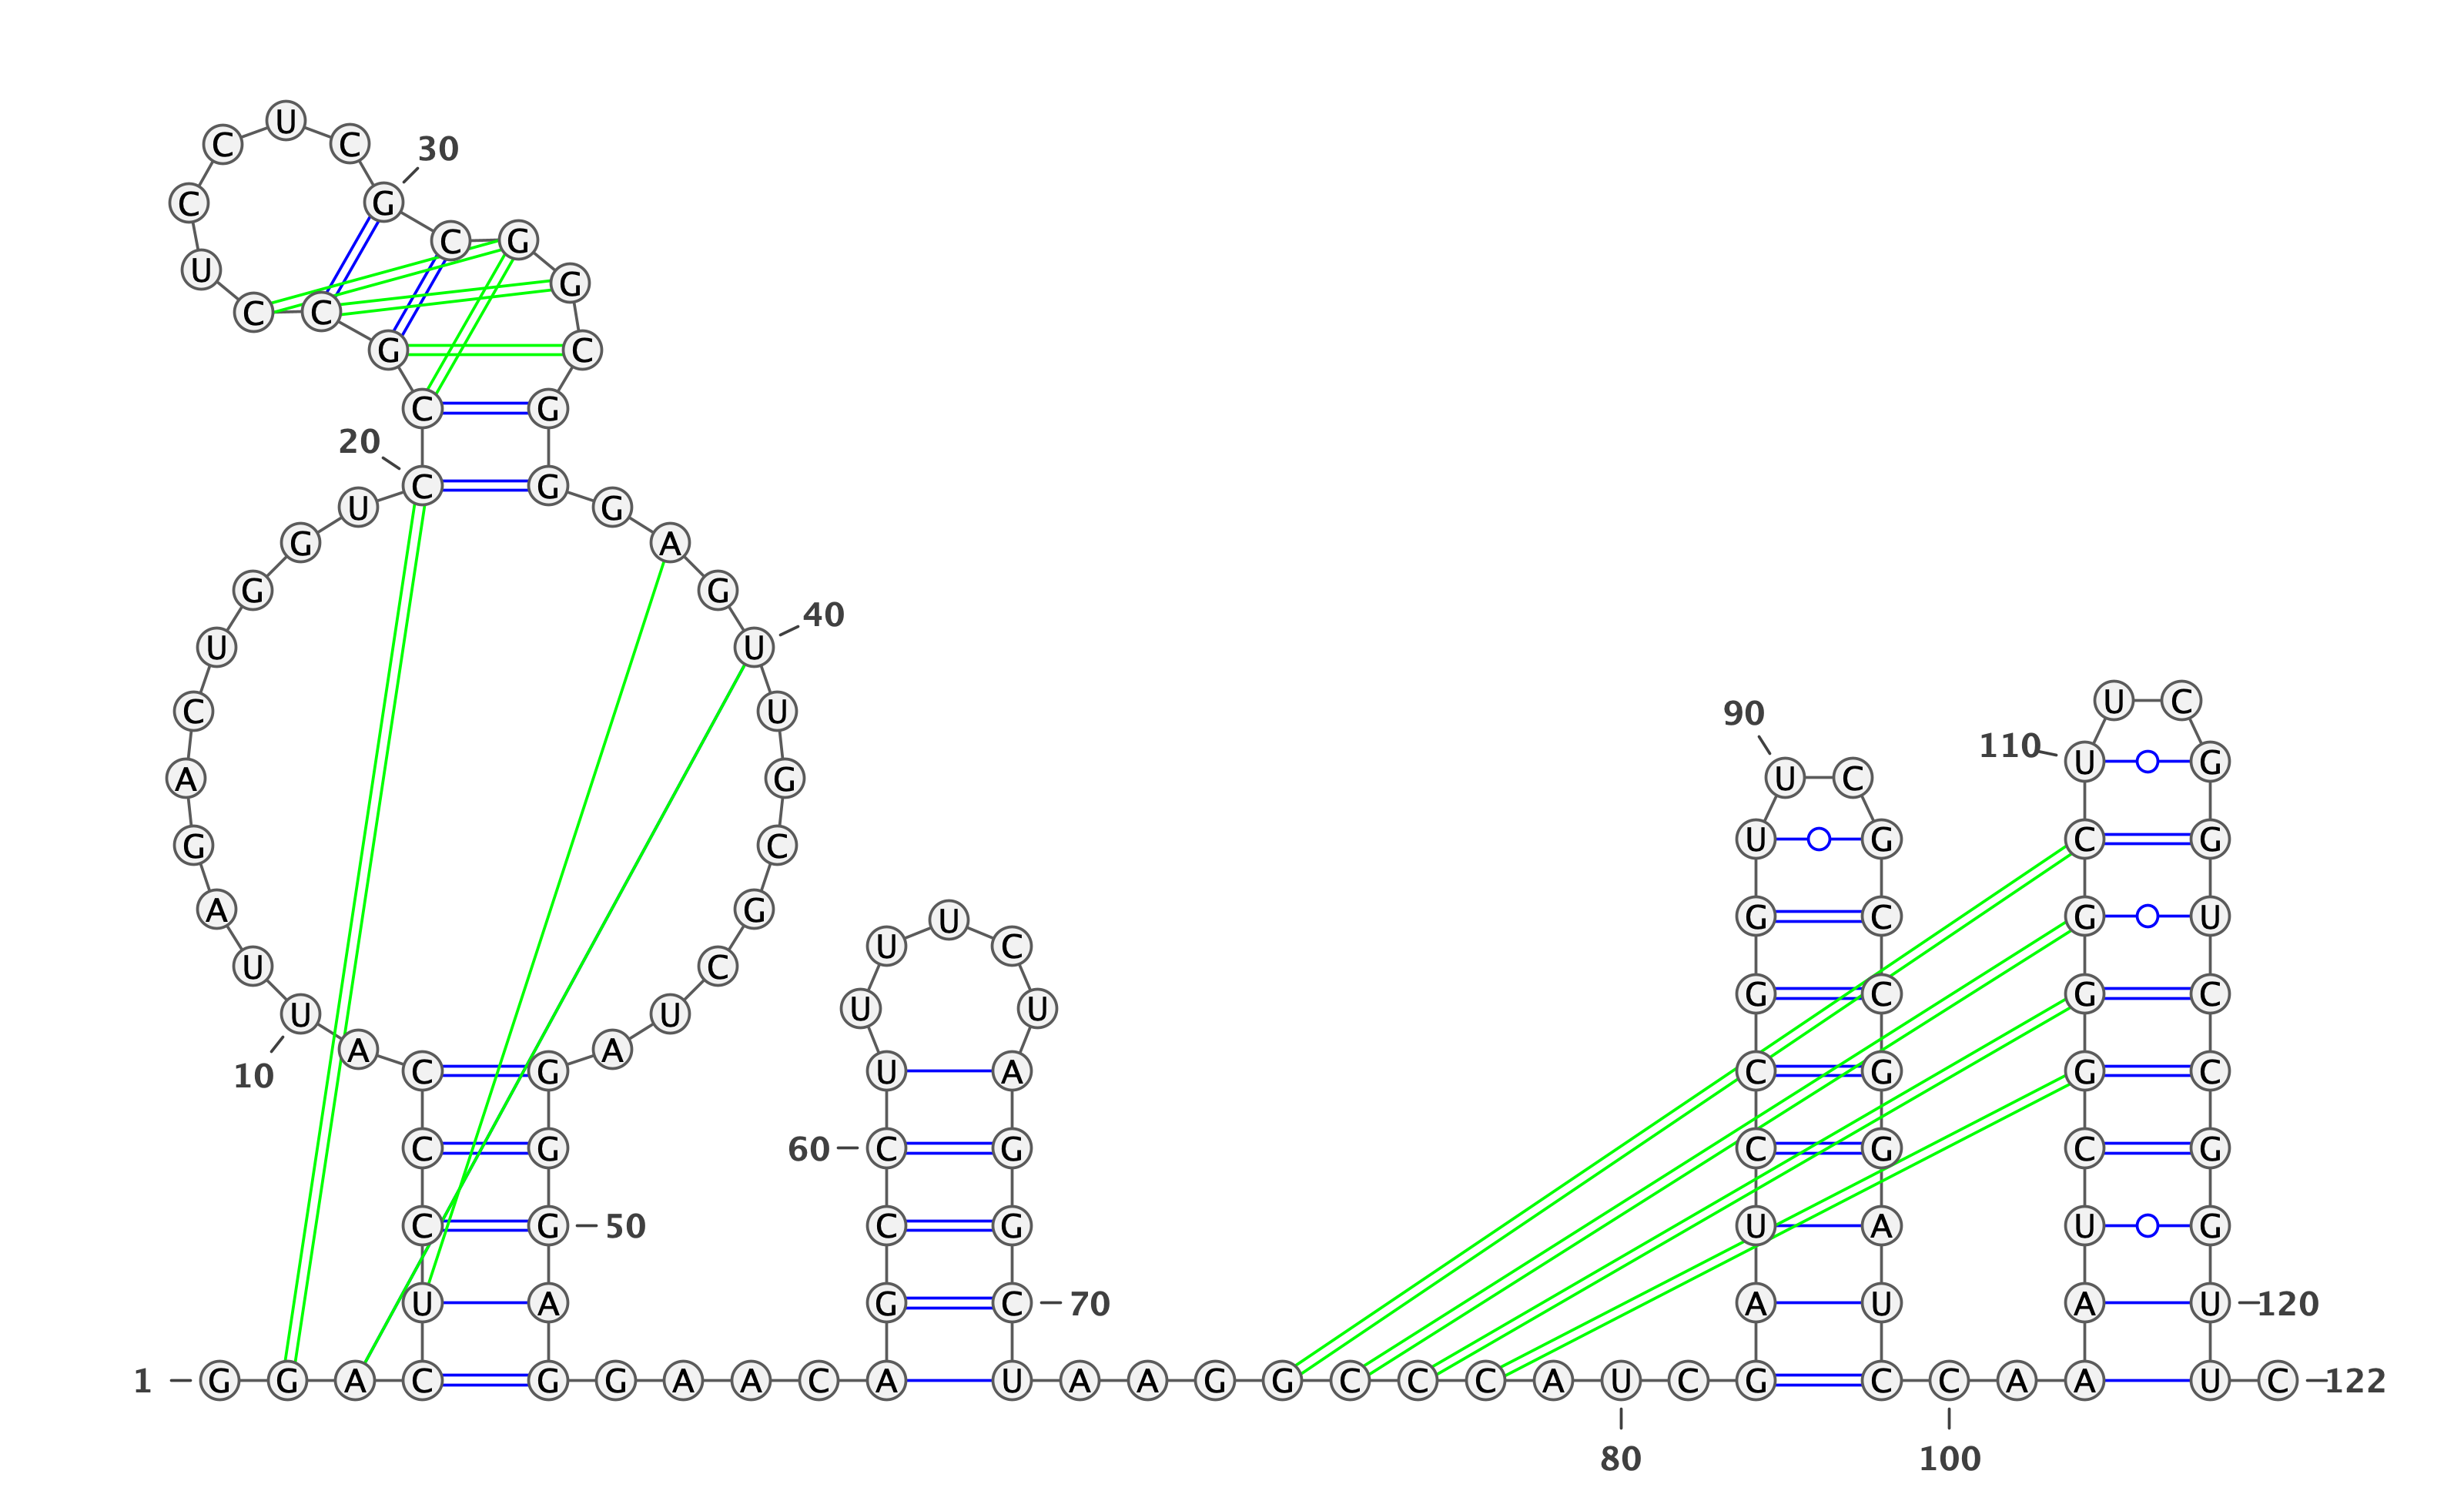 U
C C 30
C G
C G
U G
C C
G C
C G
20
C G
U G
G A
G G
40
U U
U C
C U 90
110 U G
A G U C
G C U G C G
A G G C G U
U
U C
U C
G C G C
U U
U U
A A
C G U A C G G C
10
C G 60 C G C G C G
C G 50 C G U A U G
U A G C 70 A U A U 120
1 G G A C G G A A C A U A A G G C C C A U C G C C A A U C 122
80 100